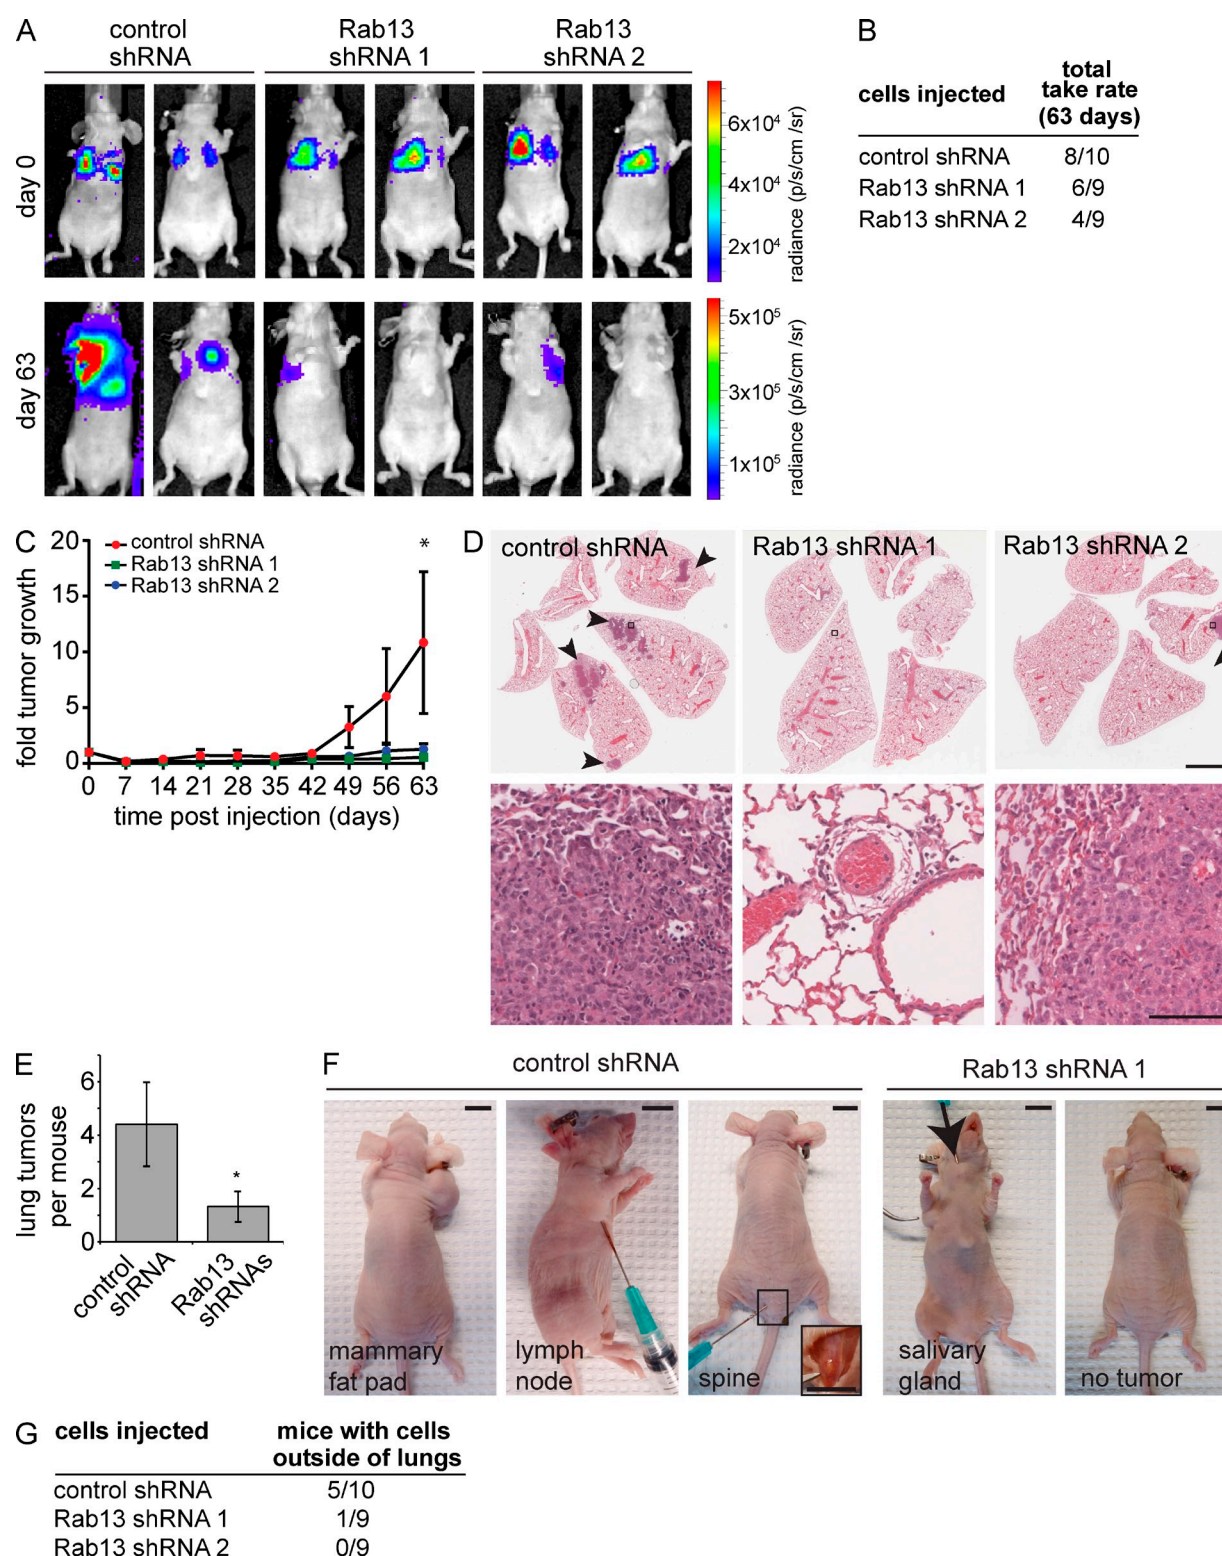 A
control
shRNA
Rab13
shRNA 1
Rab13
shRNA 2
day 0
6x10⁴
4x10⁴
2x10⁴
radiance (p/s/cm /sr)
day 63
5x10⁵
3x10⁵
1x10⁵
radiance (p/s/cm /sr)
B
cells injected
total
take rate
(63 days)
control shRNA 8/10
Rab13 shRNA 1 6/9
Rab13 shRNA 2 4/9
C
fold tumor growth
20
15
10
5
0
control shRNA
Rab13 shRNA 1
Rab13 shRNA 2
*
0 7 14 21 28 35 42 49 56 63
time post injection (days)
D
control shRNA
Rab13 shRNA 1
Rab13 shRNA 2
E
lung tumors
per mouse
6
4
2
0
*
control
shRNA
Rab13
shRNAs
F
control shRNA
Rab13 shRNA 1
mammary
fat pad
lymph
node
spine
salivary
gland
no tumor
G
cells injected
mice with cells
outside of lungs
control shRNA 5/10
Rab13 shRNA 1 1/9
Rab13 shRNA 2 0/9